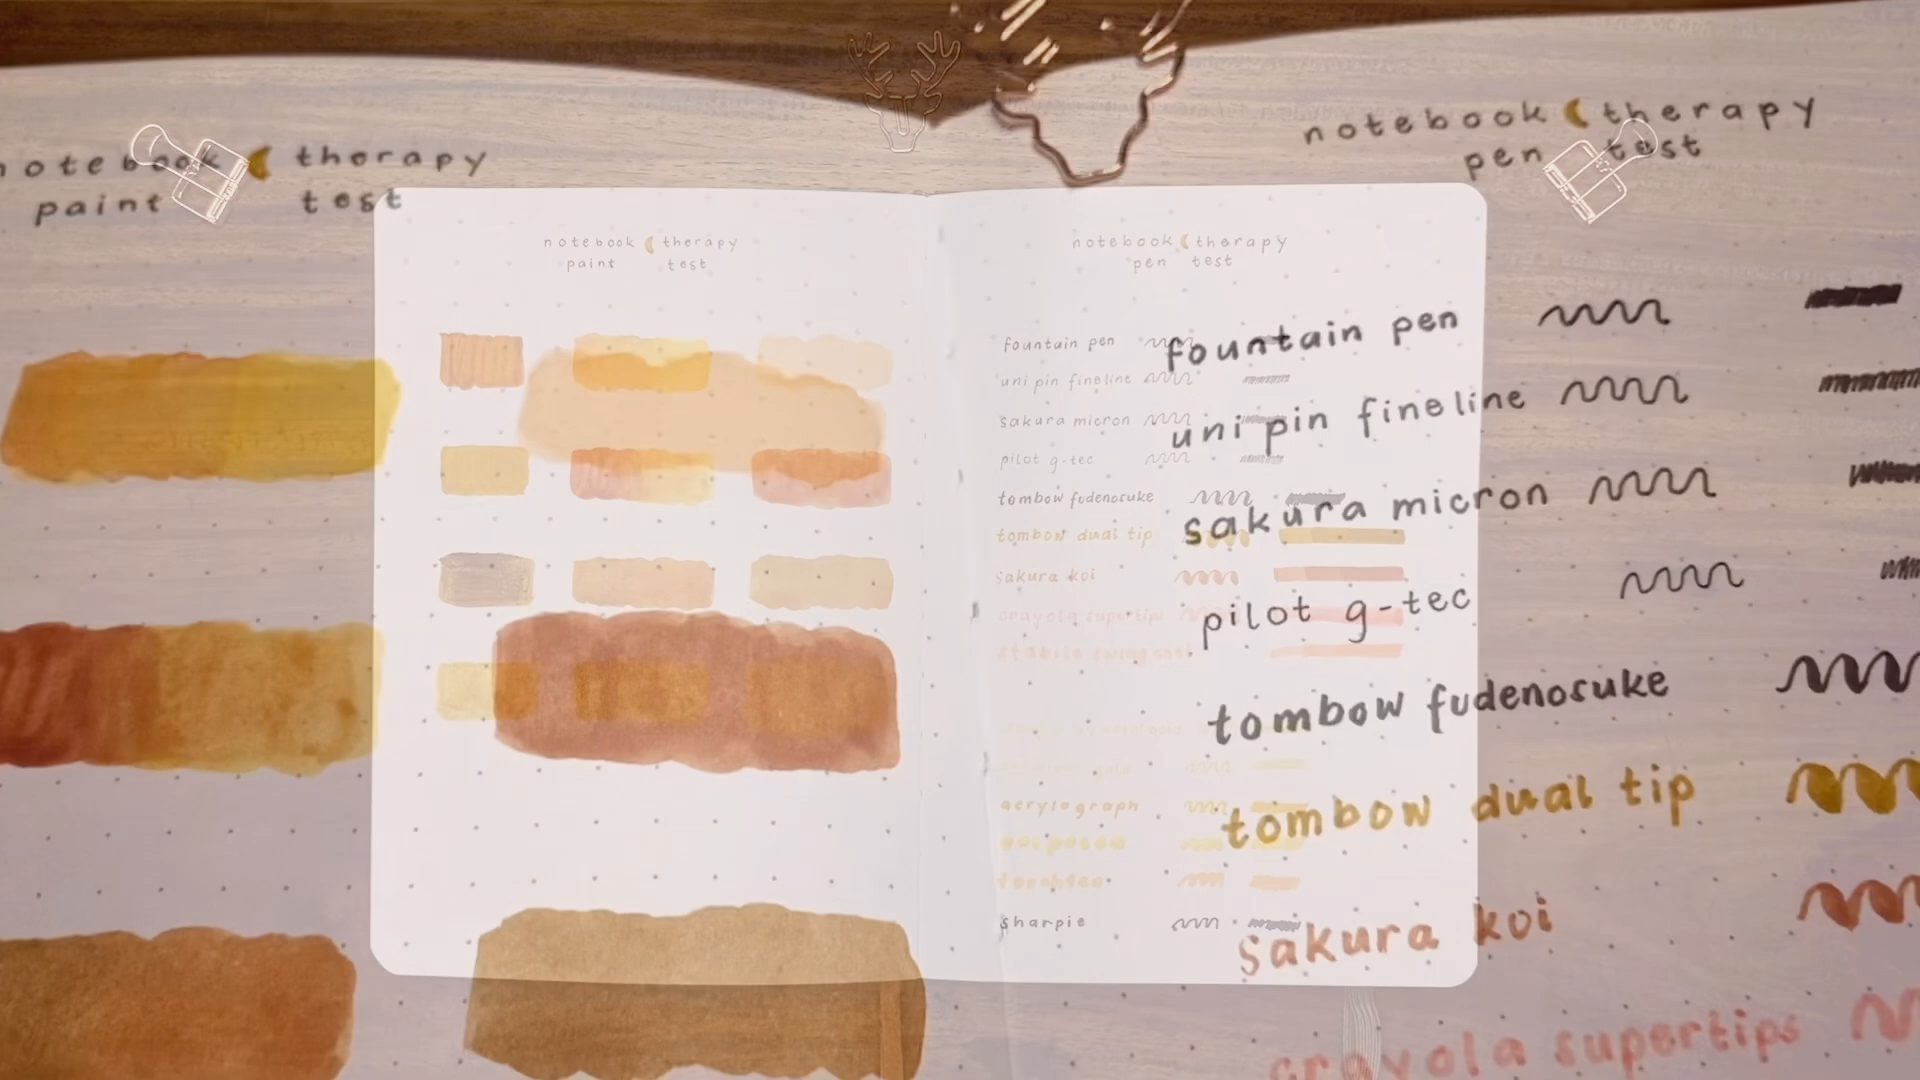 notebook therapy
paint test
notebook therapy
pen test
notebook therapy
paint test
notebook therapy
pen test
fountain pen
uni pin fineline
sakura micron
pilot g-tec
tombow fudenosuke
tombow dual tip
sakura koi
crayola supertips
acrylograph
sharpie
fountain pen
uni pin fineline
sakura micron
pilot g-tec
tombow fudenosuke
tombow dual tip
sakura koi
crayola supertips